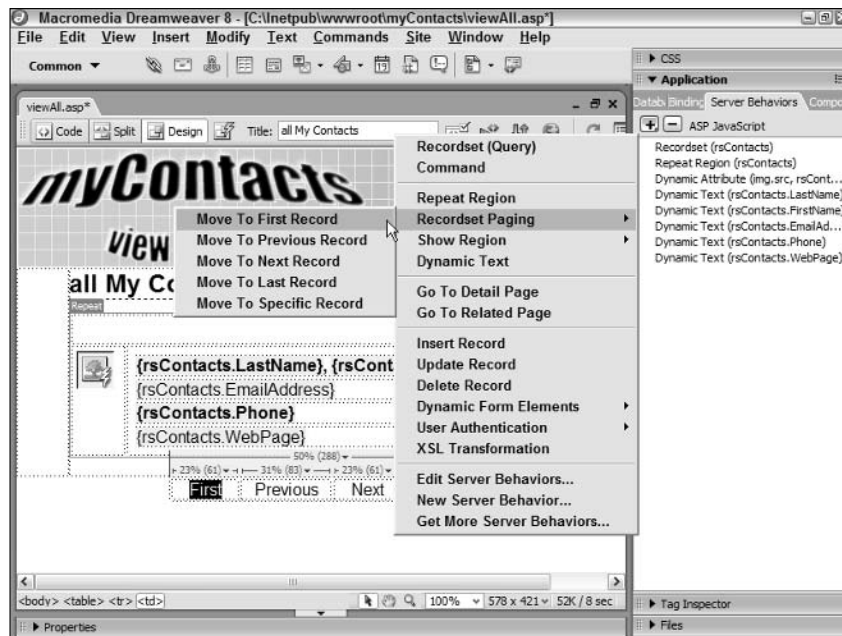 Macromedia Dreamweaver 8 - [C:\Inetpub\wwwroot\myContacts\viewAll.asp*]
File Edit View Insert Modify Text Commands Site Window Help
Common
CSS
Application
viewAll.asp*
Bindin Server Behaviors Compo
Code Split Design Title: all My Contacts
ASP JavaScript
Recordset (rsContacts)
Repeat Region (rsContacts)
Dynamic Attribute (img.src, rsCont...
Dynamic Text (rsContacts.LastName)
Dynamic Text (rsContacts.FirstName)
Dynamic Text (rsContacts.EmailAd...
Dynamic Text (rsContacts.Phone)
Dynamic Text (rsContacts.WebPage)
Recordset (Query)
Command
Repeat Region
Recordset Paging
Show Region
Dynamic Text
Go To Detail Page
Go To Related Page
Insert Record
Update Record
Delete Record
Dynamic Form Elements
User Authentication
XSL Transformation
Edit Server Behaviors...
New Server Behavior...
Get More Server Behaviors...
Move To First Record
Move To Previous Record
Move To Next Record
Move To Last Record
Move To Specific Record
myContacts
view
all My Co
Repeat
{rsContacts.LastName}, {rsCont
{rsContacts.EmailAddress}
{rsContacts.Phone}
{rsContacts.WebPage}
50% (288)
23% (61) 31% (83) 23% (61)
First Previous Next
<body> <table> <tr> <td>
100% 578 x 421 52K / 8 sec
Properties
Tag Inspector
Files